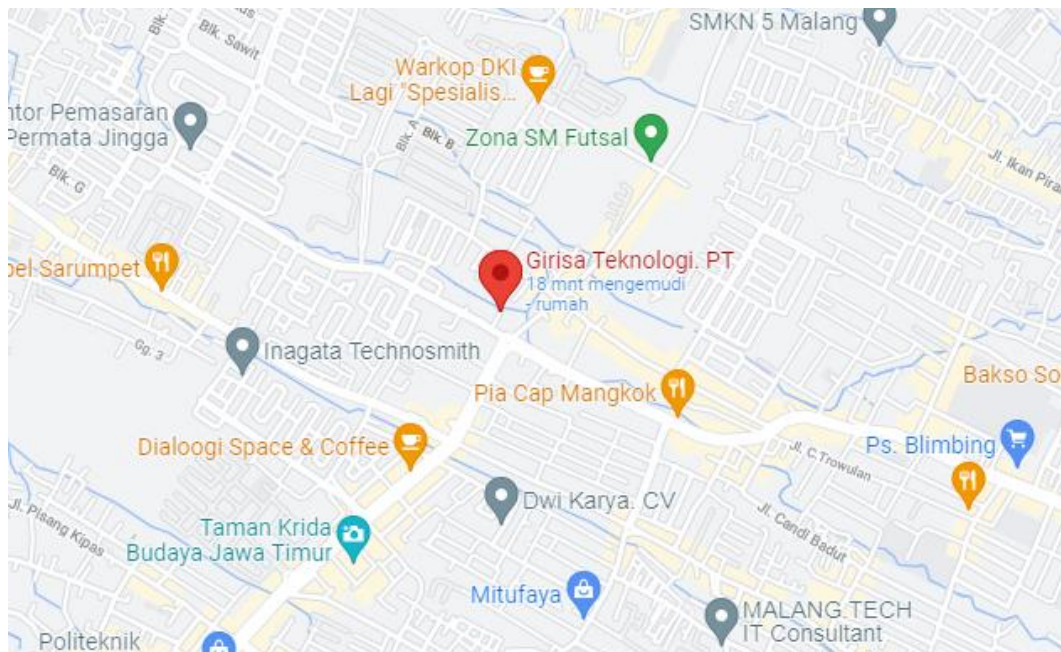 SMKN 5 Malang
Blk. Sawit
Warkop DKI
Lagi "Spesialis...
ntor Pemasaran
Permata Jingga
Blk. A
Blk. B
Zona SM Futsal
Jl. Ikan Piran
Blk. G
Girisa Teknologi. PT
18 mnt mengemudi
- rumah
pel Sarumpet
Gg. 3
Inagata Technosmith
Pia Cap Mangkok
Bakso So
Dialoogi Space & Coffee
Ps. Blimbing
Jl. C.Trowulan
Dwi Karya. CV
Jl. Pisang Kipas
Taman Krida
Budaya Jawa Timur
Jl. Candi Badut
Mitufaya
MALANG.TECH
IT Consultant
Politeknik